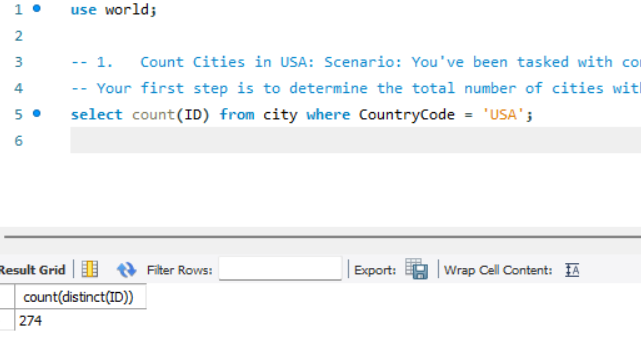 1 use world;
2
3 -- 1. Count Cities in USA: Scenario: You've been tasked with
4 -- Your first step is to determine the total number of cities
5 select count(ID) from city where CountryCode = 'USA';
6
Result Grid Filter Rows: Export: Wrap Cell Content: IA
count(distinct(ID))
274